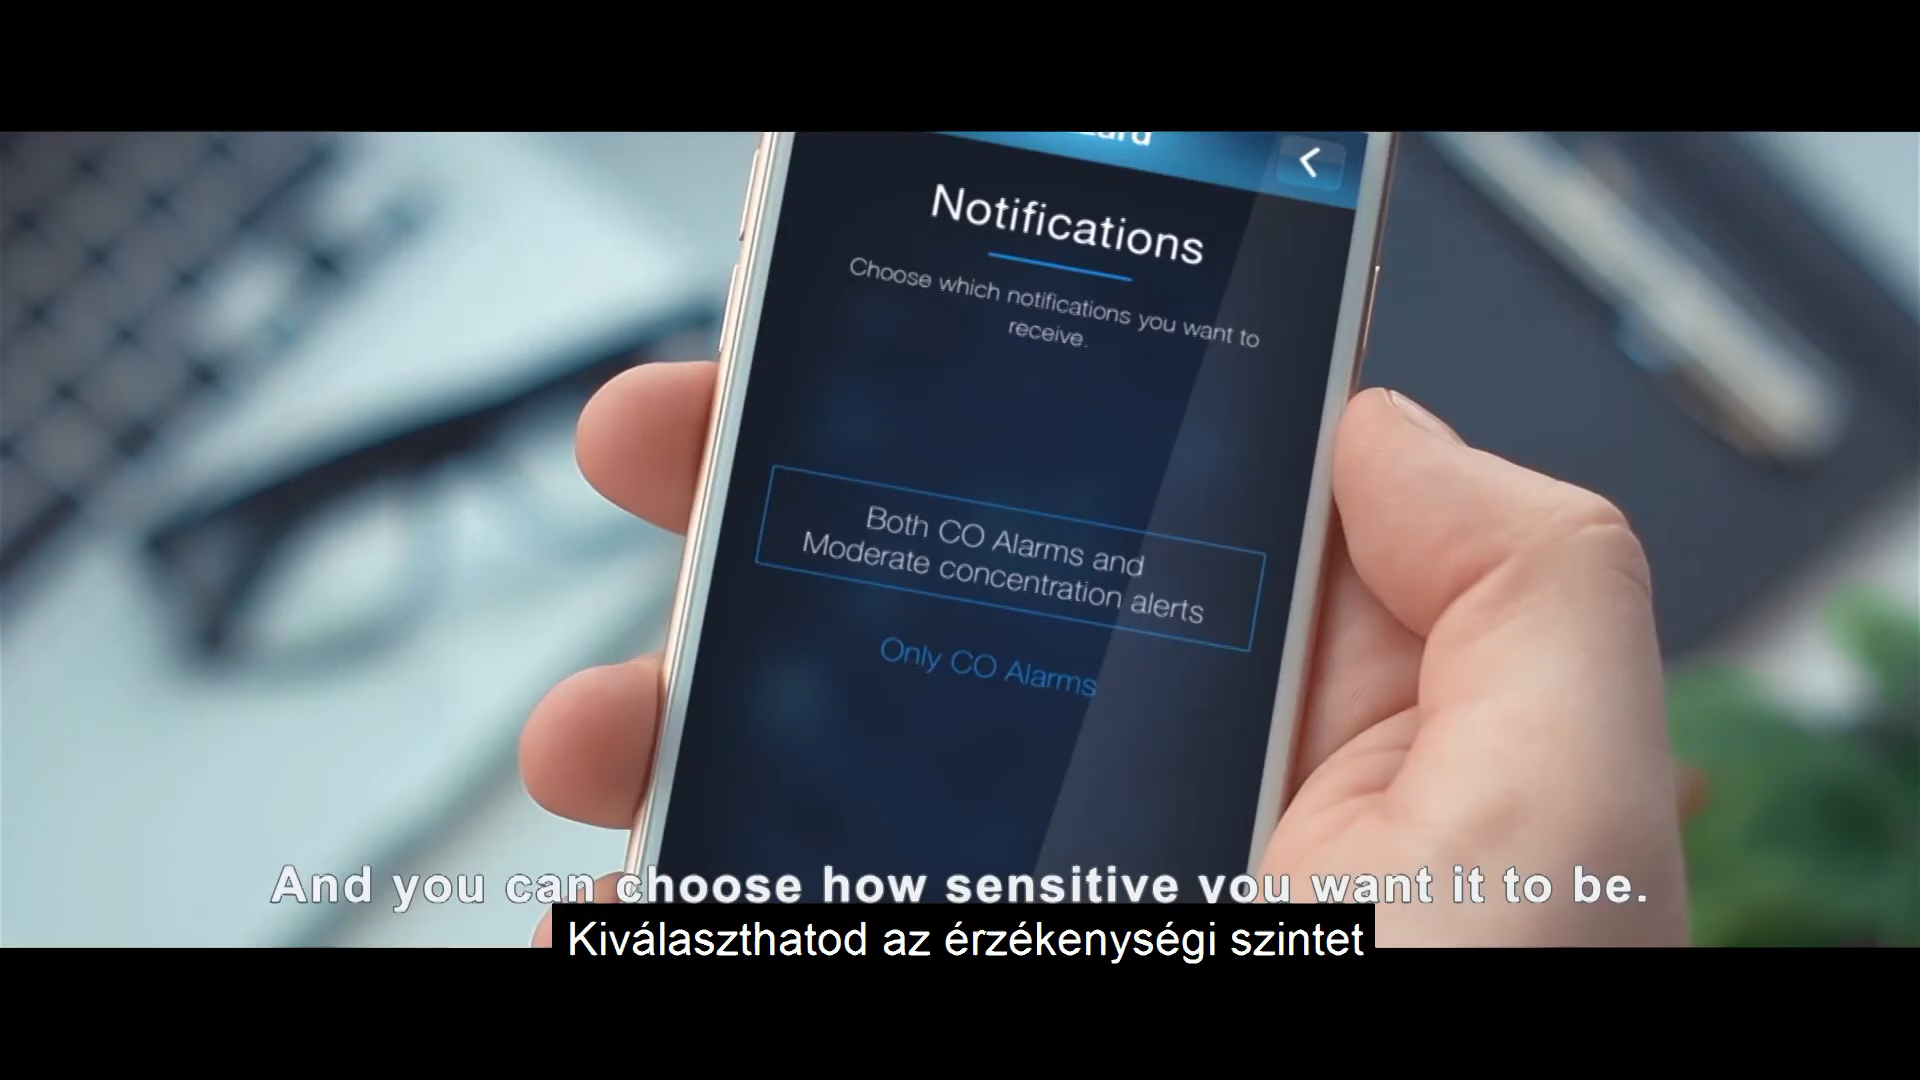 Notifications
Choose which notifications you want to
receive.
Both CO Alarms and
Moderate concentration alerts
Only CO Alarms
And you can choose how sensitive you want it to be.
Kiválaszthatod az érzékenységi szintet